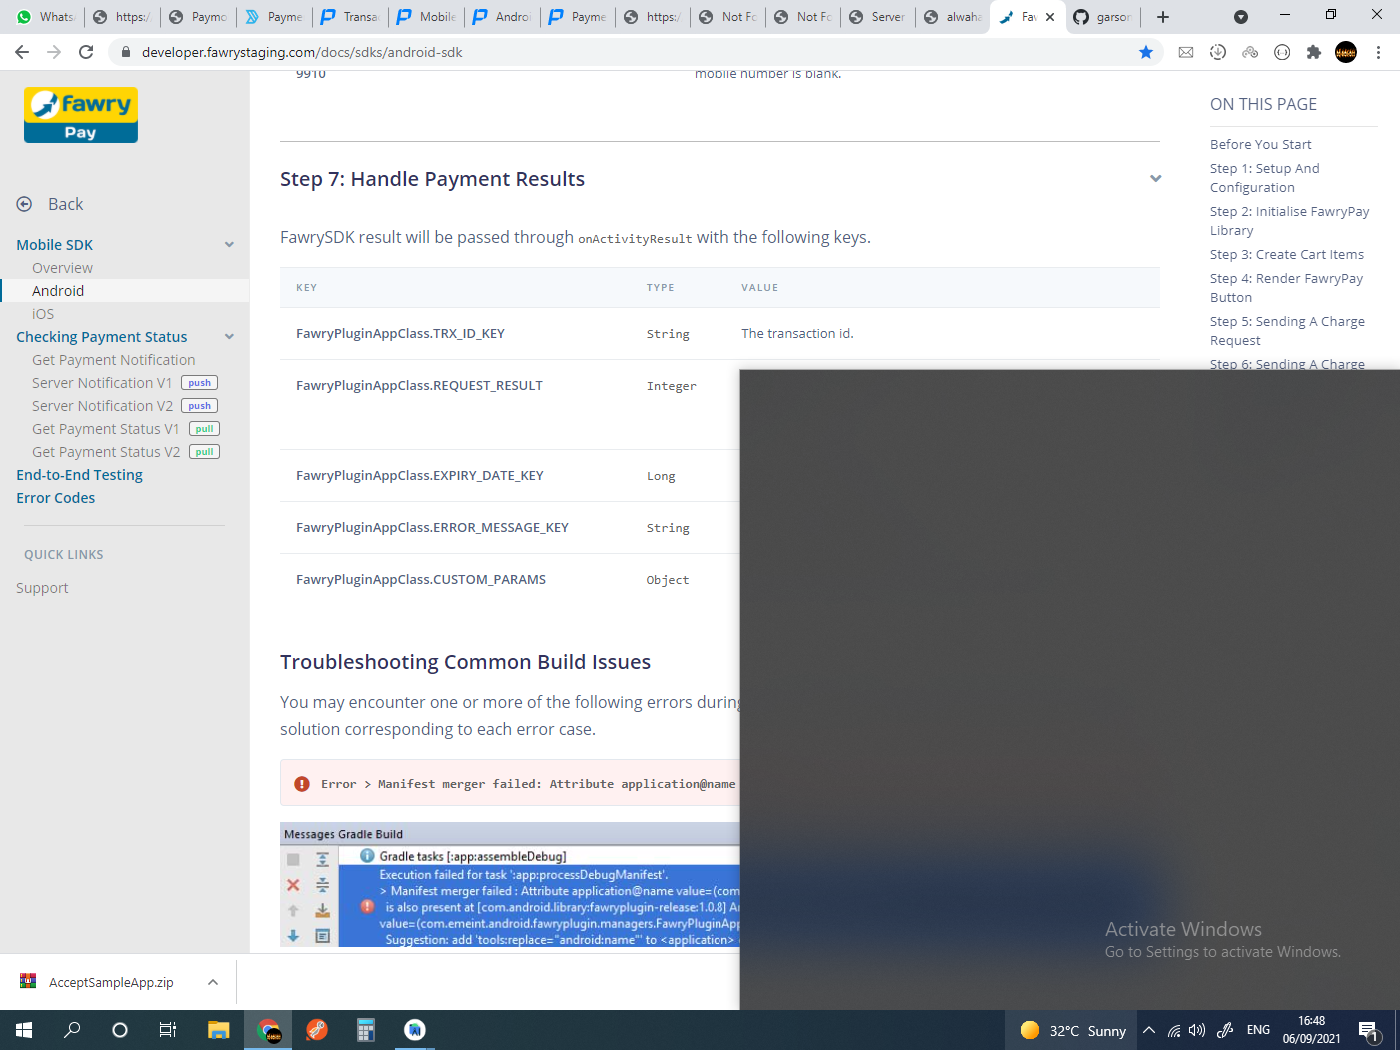 WhatsA
https:/
Paymo
Payme
Transa
Mobile
Androi
Payme
https:/
Not Fo
Not Fo
Server
alwaha
Faw
garson
developer.fawrystaging.com/docs/sdks/android-sdk
fawry
Pay
Back
Mobile SDK
Overview
Android
iOS
Checking Payment Status
Get Payment Notification
Server Notification V1 push
Server Notification V2 push
Get Payment Status V1 pull
Get Payment Status V2 pull
End-to-End Testing
Error Codes
QUICK LINKS
Support
9910 mobile number is blank.
Step 7: Handle Payment Results
FawrySDK result will be passed through onActivityResult with the following keys.
KEY TYPE VALUE
FawryPluginAppClass.TRX_ID_KEY String The transaction id.
FawryPluginAppClass.REQUEST_RESULT Integer
FawryPluginAppClass.EXPIRY_DATE_KEY Long
FawryPluginAppClass.ERROR_MESSAGE_KEY String
FawryPluginAppClass.CUSTOM_PARAMS Object
Troubleshooting Common Build Issues
You may encounter one or more of the following errors during
solution corresponding to each error case.
Error > Manifest merger failed: Attribute application@name
Messages Gradle Build
Gradle tasks [:app:assembleDebug]
Execution failed for task ':app:processDebugManifest'.
> Manifest merger failed : Attribute application@name value=(com
is also present at [com.android.library:fawryplugin-release:1.0.8] A
value=(com.emeint.android.fawryplugin.managers.FawryPluginApp
Suggestion: add 'tools:replace="android:name"' to <application>
ON THIS PAGE
Before You Start
Step 1: Setup And
Configuration
Step 2: Initialise FawryPay
Library
Step 3: Create Cart Items
Step 4: Render FawryPay
Button
Step 5: Sending A Charge
Request
Step 6: Sending A Charge
Activate Windows
Go to Settings to activate Windows.
AcceptSampleApp.zip
32°C Sunny
ENG
16:48
06/09/2021
1